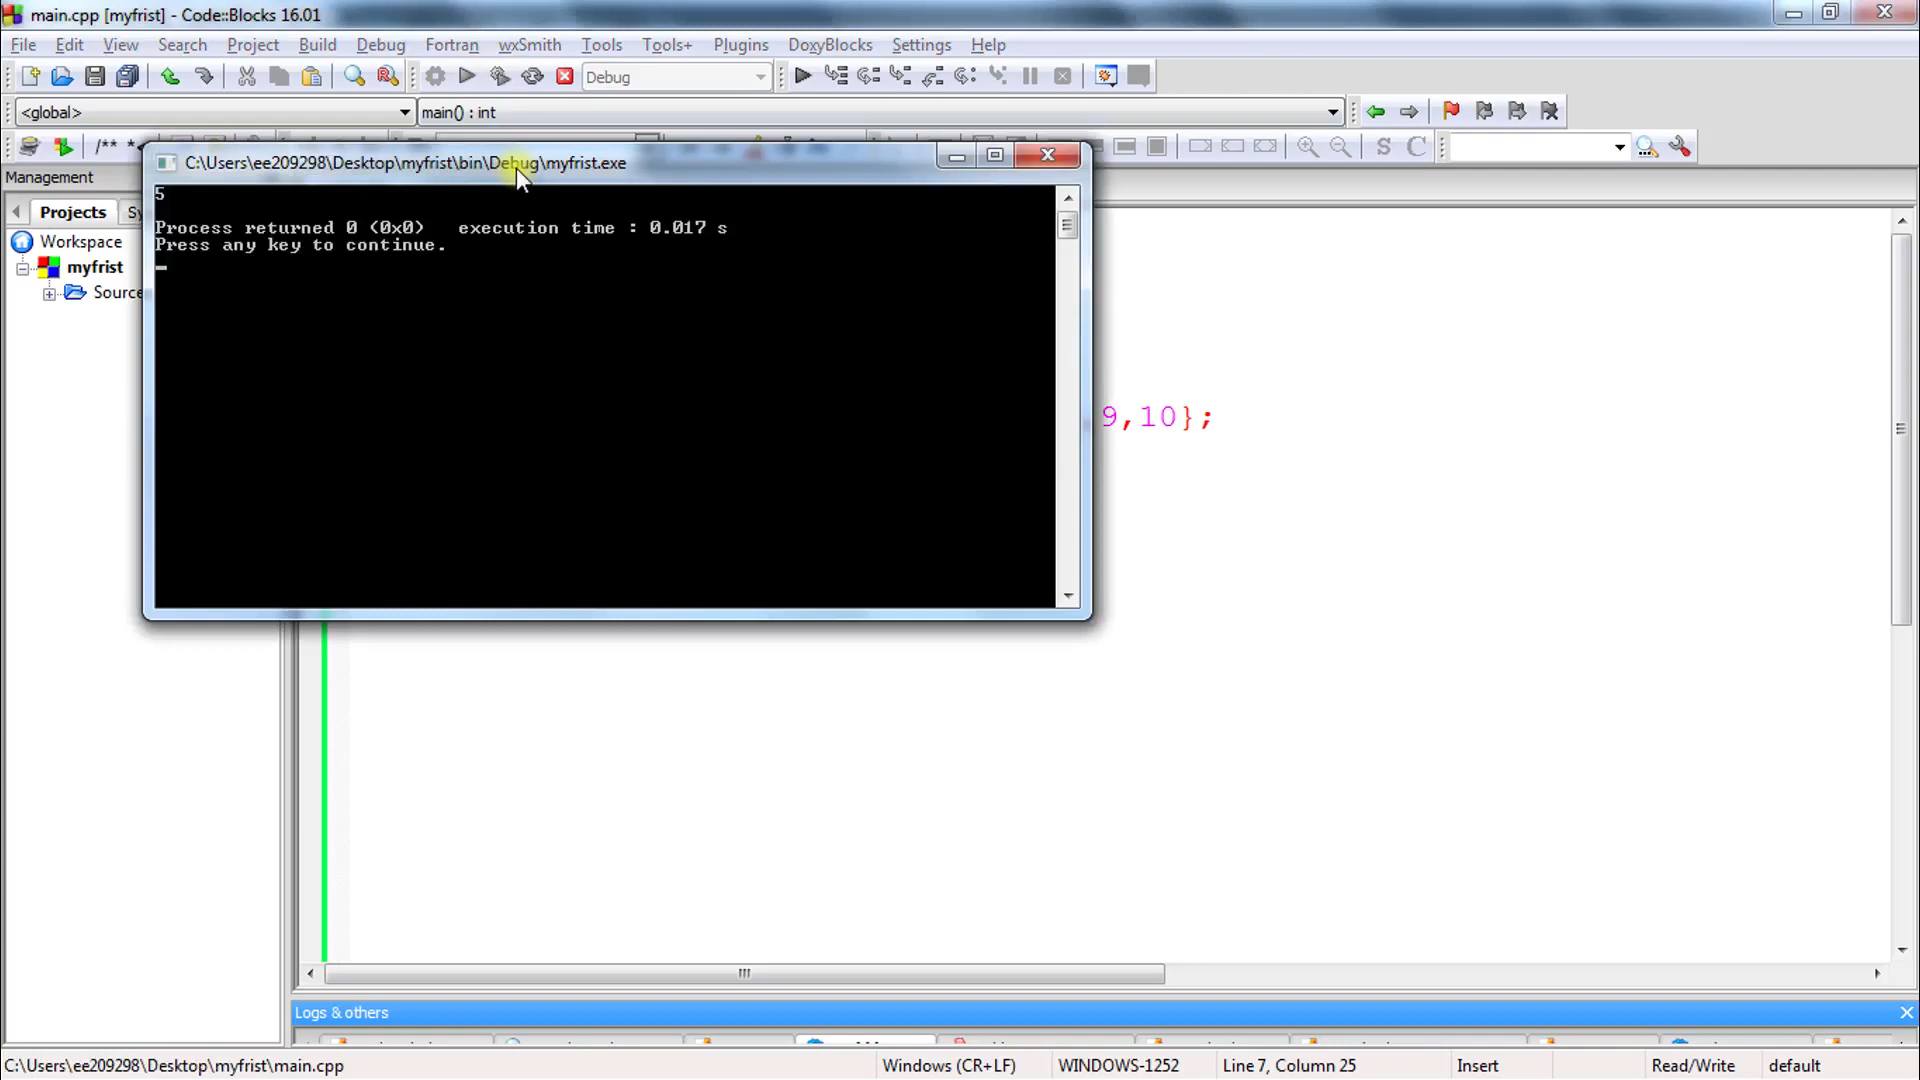 main.cpp [myfrist] - Code::Blocks 16.01
File Edit View Search Project Build Debug Fortran wxSmith Tools Tools+ Plugins DoxyBlocks Settings Help
Debug
<global>
main() : int
/**
S C
Management
C:\Users\ee209298\Desktop\myfrist\bin\Debug\myfrist.exe
5
Process returned 0 (0x0)   execution time : 0.017 s
Press any key to continue.
Projects
Workspace
myfrist
9,10};
Logs & others
C:\Users\ee209298\Desktop\myfrist\main.cpp Windows (CR+LF) WINDOWS-1252 Line 7, Column 25 Insert Read/Write default